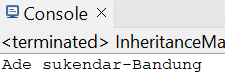 Console
<terminated> InheritanceMa
Ade sukendar-Bandung